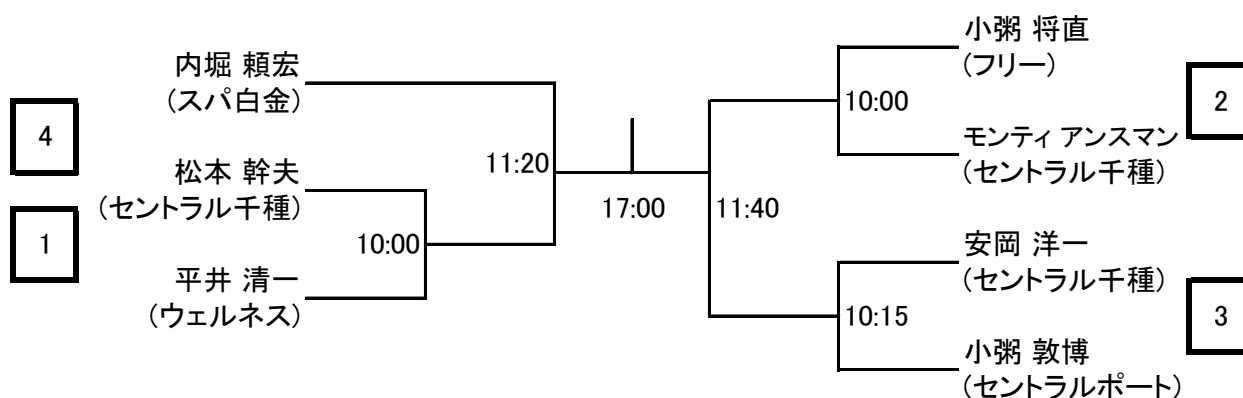 内堀 頼宏
(スパ白金)
4
松本 幹夫
(セントラル千種)
1
平井 清一
(ウェルネス)
11:20
10:00
17:00
11:40
小粥 将直
(フリー)
10:00
2
モンティ アンスマン
(セントラル千種)
安岡 洋一
(セントラル千種)
10:15
3
小粥 敦博
(セントラルポート)